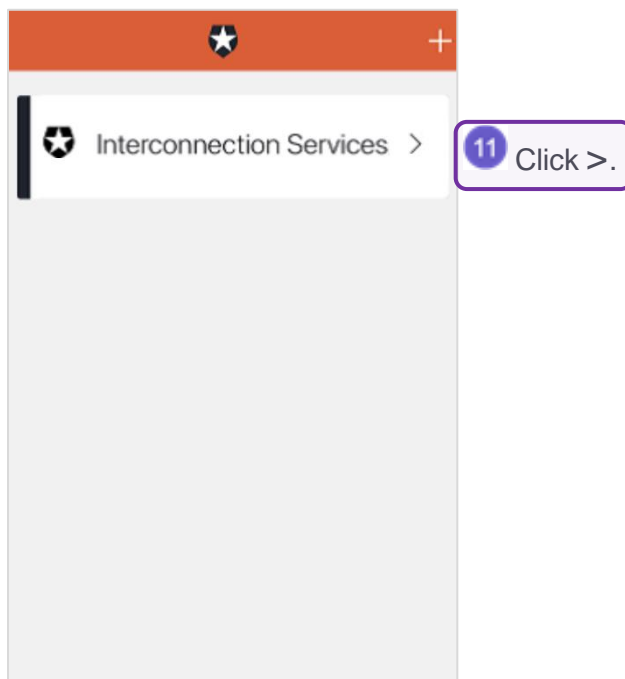 +
Interconnection Services >
11 Click >.